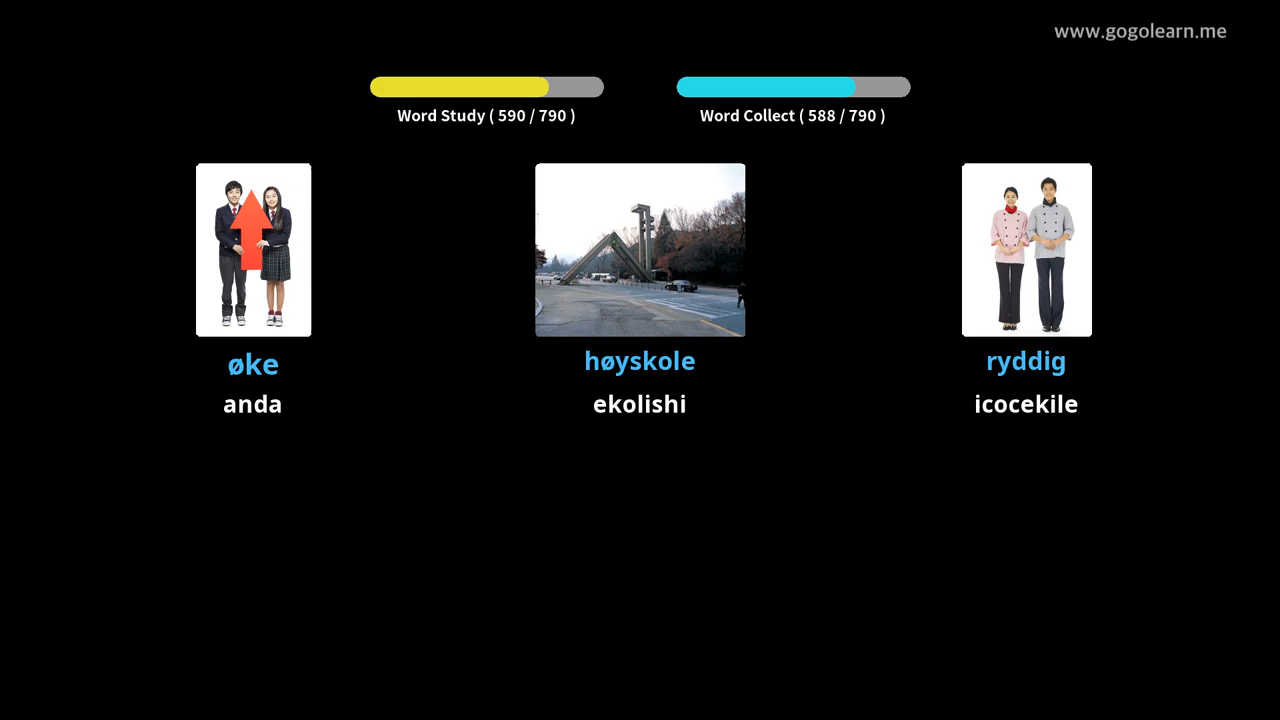 www.gogolearn.me
Word Study ( 590 / 790 )
Word Collect ( 588 / 790 )
øke
høyskole
ryddig
anda
ekolishi
icocekile